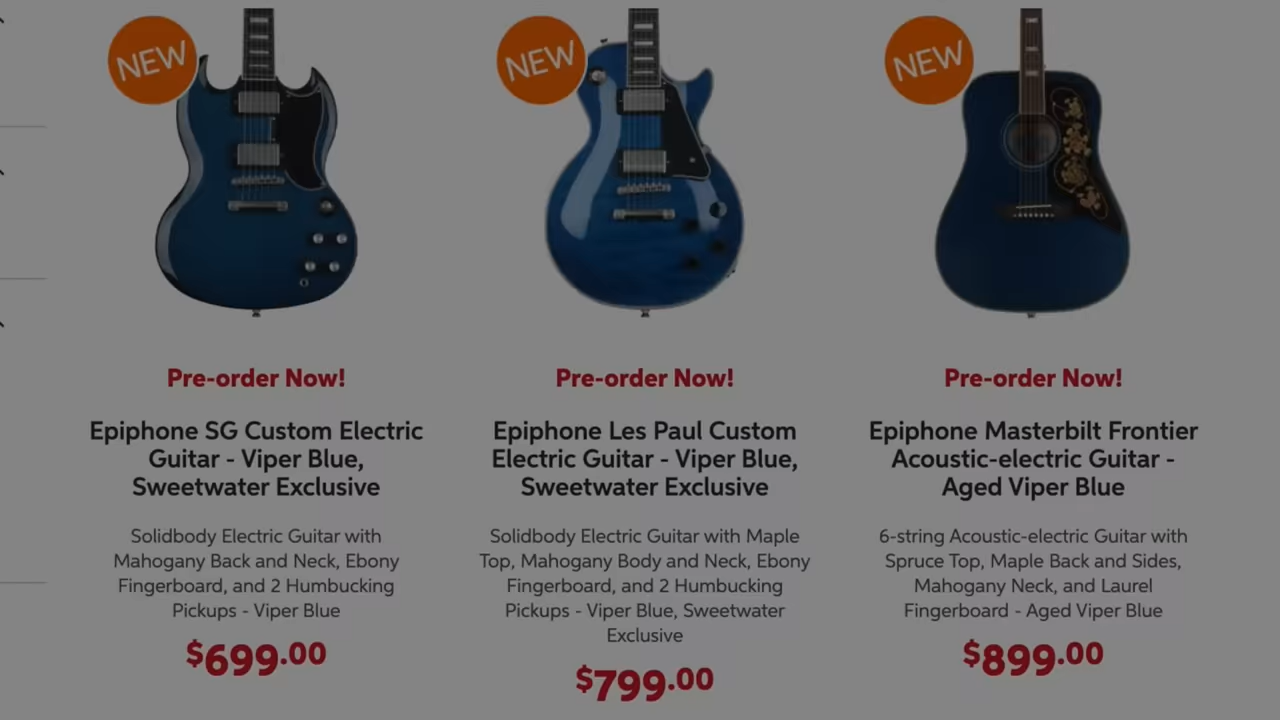 NEW
NEW
NEW
Pre-order Now!
Epiphone SG Custom Electric
Guitar - Viper Blue,
Sweetwater Exclusive
Solidbody Electric Guitar with
Mahogany Back and Neck, Ebony
Fingerboard, and 2 Humbucking
Pickups - Viper Blue
$699.00
Pre-order Now!
Epiphone Les Paul Custom
Electric Guitar - Viper Blue,
Sweetwater Exclusive
Solidbody Electric Guitar with Maple
Top, Mahogany Body and Neck, Ebony
Fingerboard, and 2 Humbucking
Pickups - Viper Blue, Sweetwater
Exclusive
$799.00
Pre-order Now!
Epiphone Masterbilt Frontier
Acoustic-electric Guitar -
Aged Viper Blue
6-string Acoustic-electric Guitar with
Spruce Top, Maple Back and Sides,
Mahogany Neck, and Laurel
Fingerboard - Aged Viper Blue
$899.00